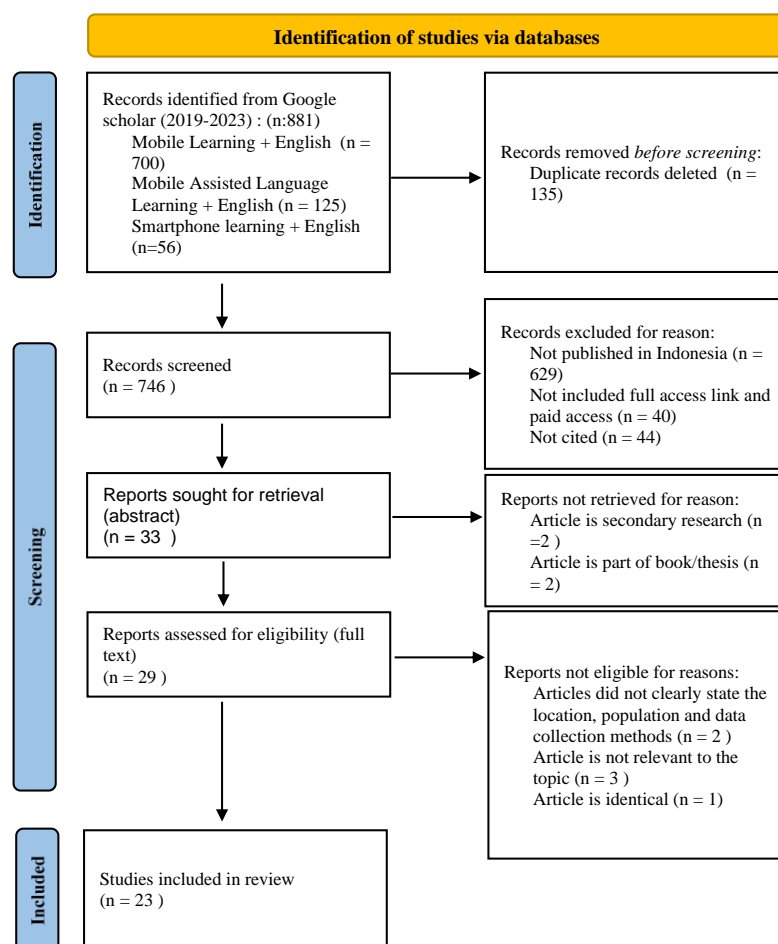 Identification of studies via databases
Identification
Records identified from Google
scholar (2019-2023) : (n:881)
Mobile Learning + English (n =
700)
Mobile Assisted Language
Learning + English (n = 125)
Smartphone learning + English
(n=56)
Records removed before screening:
Duplicate records deleted (n =
135)
Screening
Records screened
(n = 746 )
Records excluded for reason:
Not published in Indonesia (n =
629)
Not included full access link and
paid access (n = 40)
Not cited (n = 44)
Reports sought for retrieval
(abstract)
(n = 33 )
Reports not retrieved for reason:
Article is secondary research (n
=2 )
Article is part of book/thesis (n
= 2)
Reports assessed for eligibility (full
text)
(n = 29 )
Reports not eligible for reasons:
Articles did not clearly state the
location, population and data
collection methods (n = 2 )
Article is not relevant to the
topic (n = 3 )
Article is identical (n = 1)
Included
Studies included in review
(n = 23 )